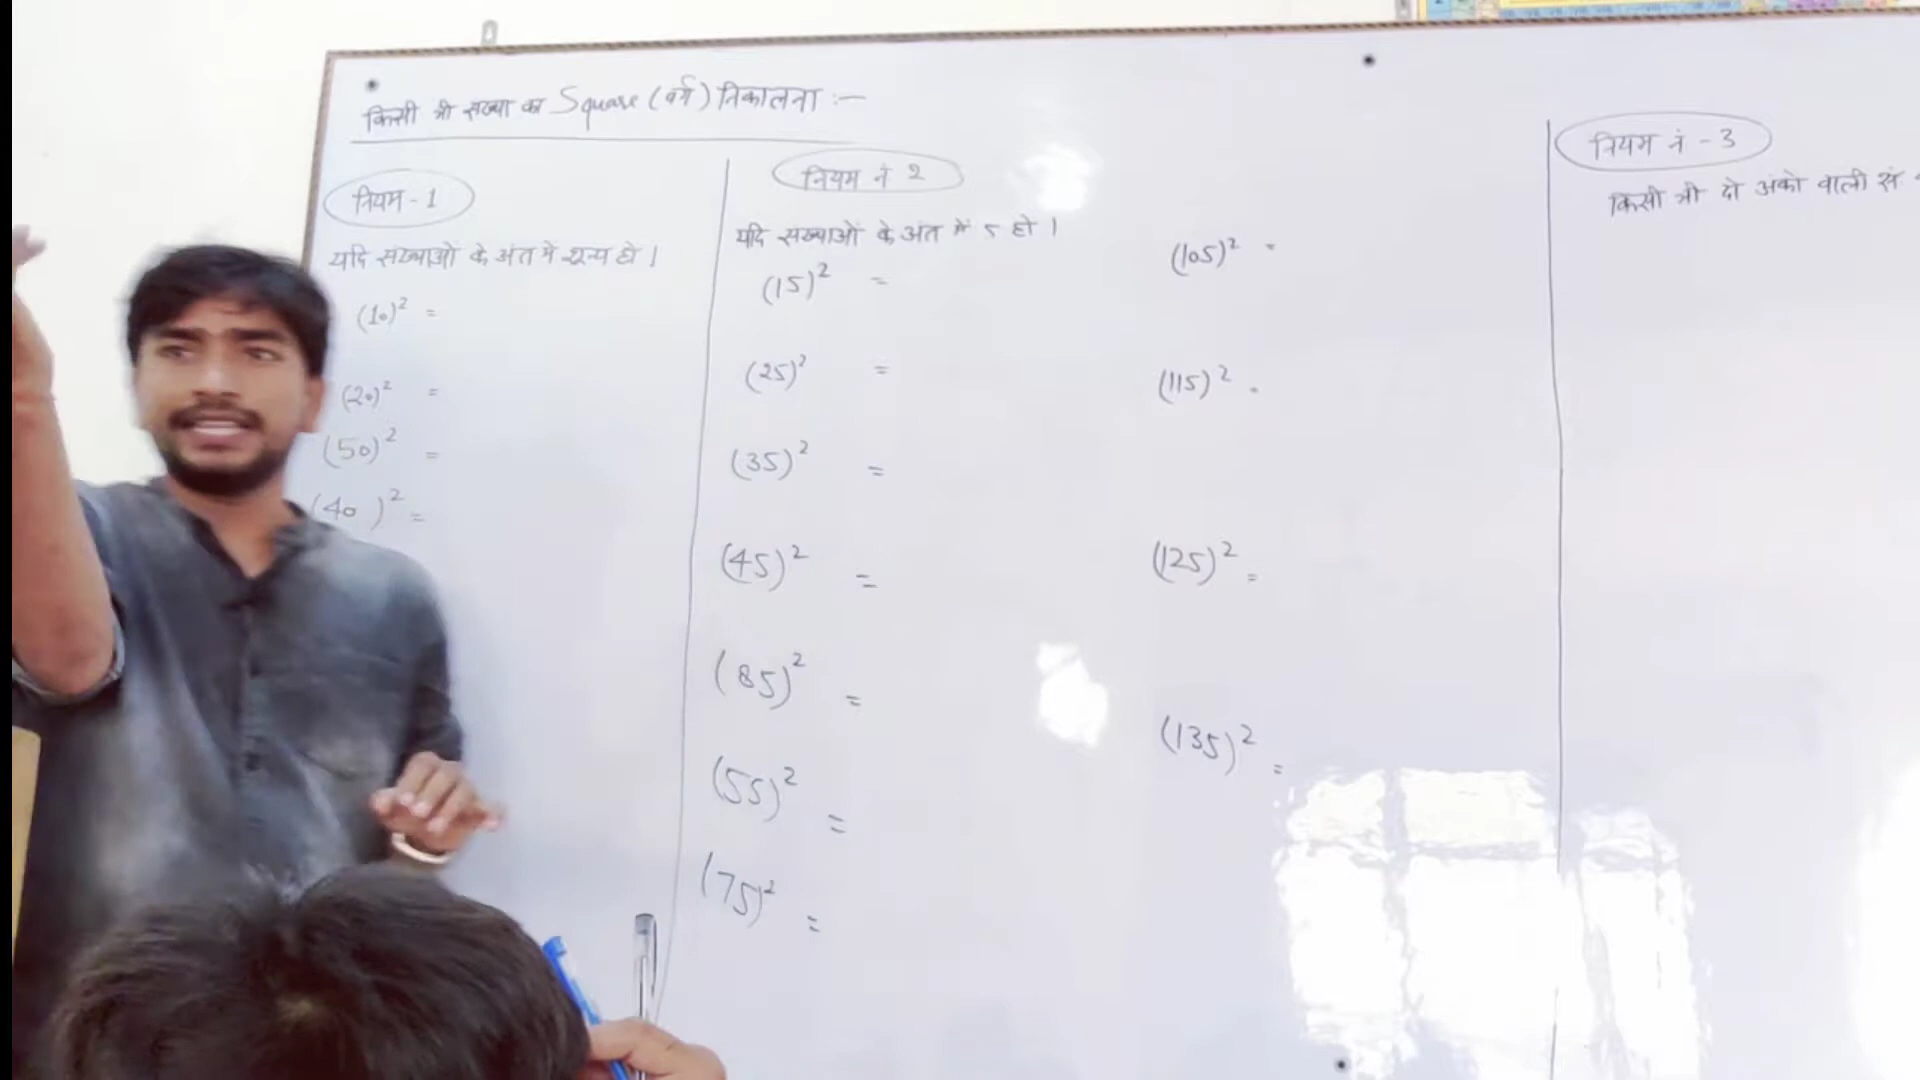 किसी भी संख्या का Square (वर्ग) निकालना :-
नियम - 1
यदि संख्याओं के अंत में शून्य हो ।
(10)² =
(20)² =
(50)² =
(40 )² =
नियम नं 2
यदि संख्याओं के अंत में 5 हो ।
(15)² =
(25)² =
(35)² =
(45)² =
(85)² =
(55)² =
(75)² =
(105)² =
(115)² =
(125)² =
(135)² =
नियम नं - 3
किसी भी दो अंको वाली सं